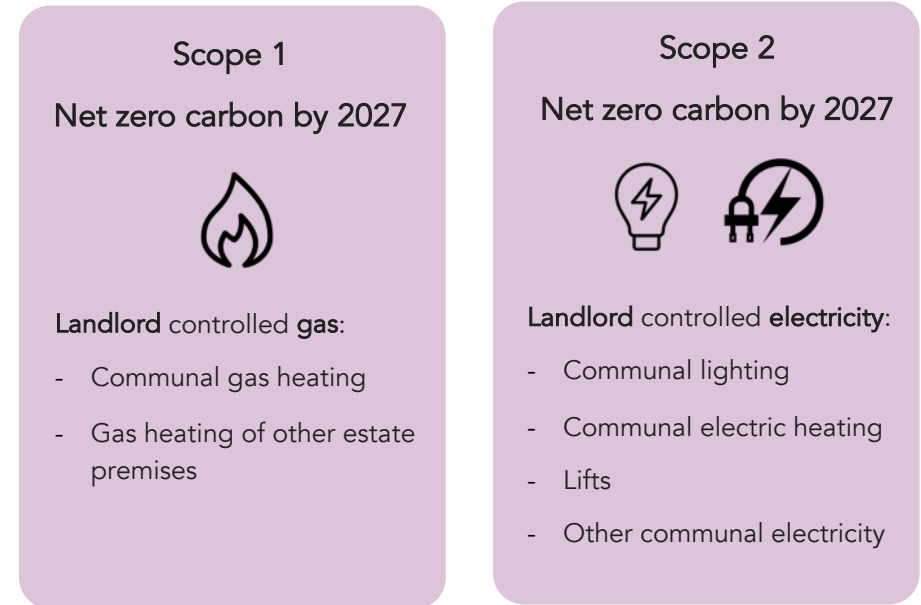 Scope 1
Net zero carbon by 2027
Landlord controlled gas:
- Communal gas heating
- Gas heating of other estate
premises
Scope 2
Net zero carbon by 2027
Landlord controlled electricity:
- Communal lighting
- Communal electric heating
- Lifts
- Other communal electricity